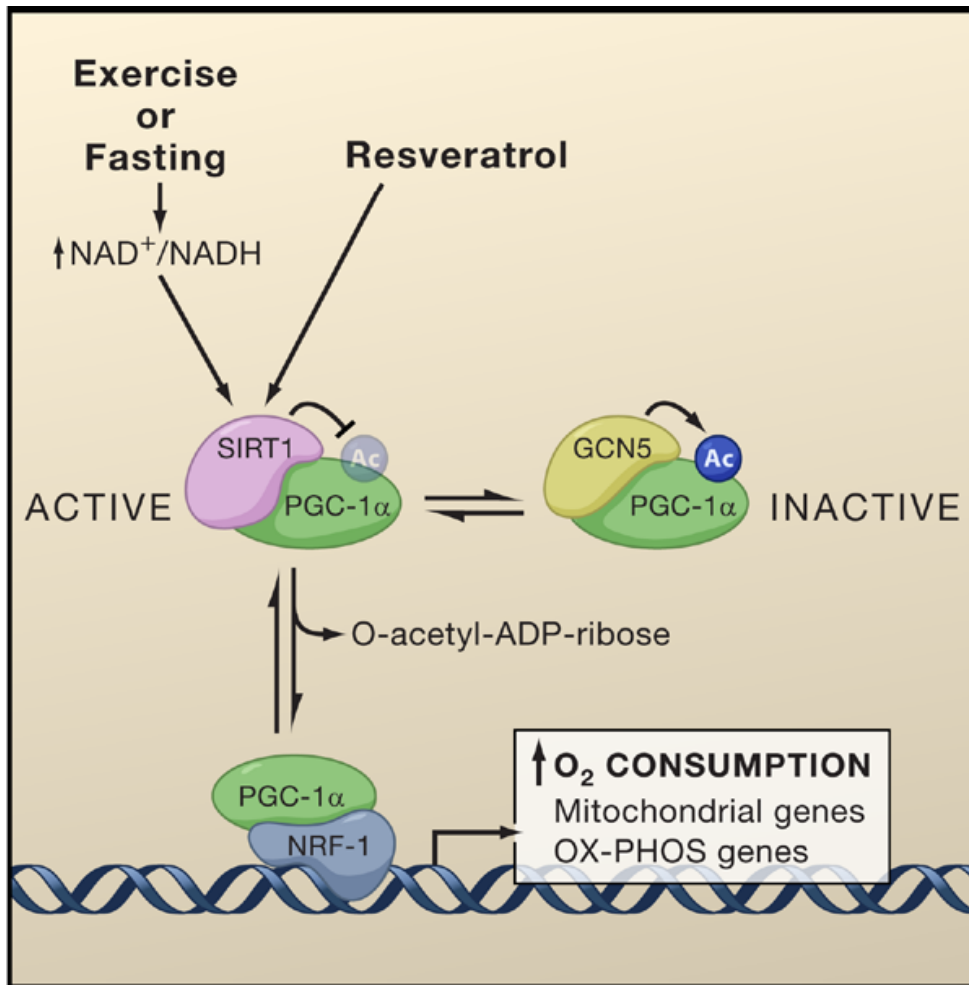 Exercise
or
Fasting
Resveratrol
NAD⁺/NADH
SIRT1
Ac
PGC-1α
ACTIVE
GCN5
Ac
PGC-1α
INACTIVE
O-acetyl-ADP-ribose
PGC-1α
NRF-1
O₂ CONSUMPTION
Mitochondrial genes
OX-PHOS genes